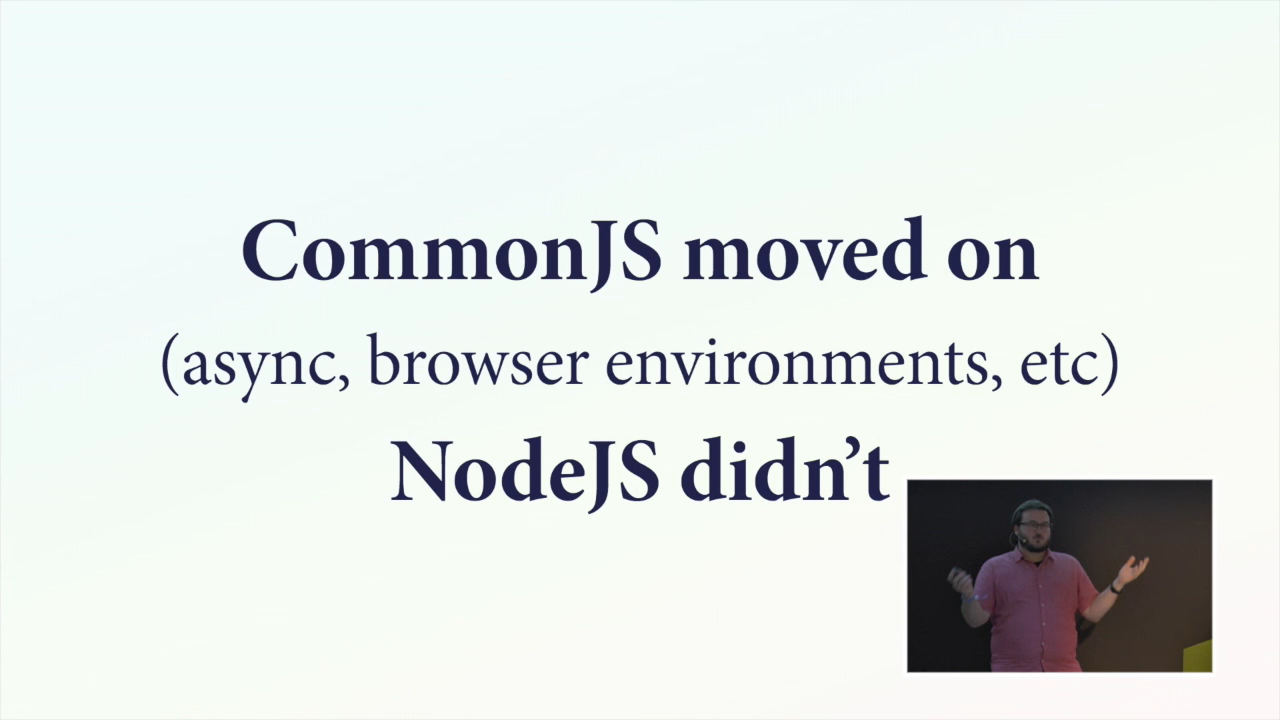 CommonJS moved on
(async, browser environments, etc)
NodeJS didn’t